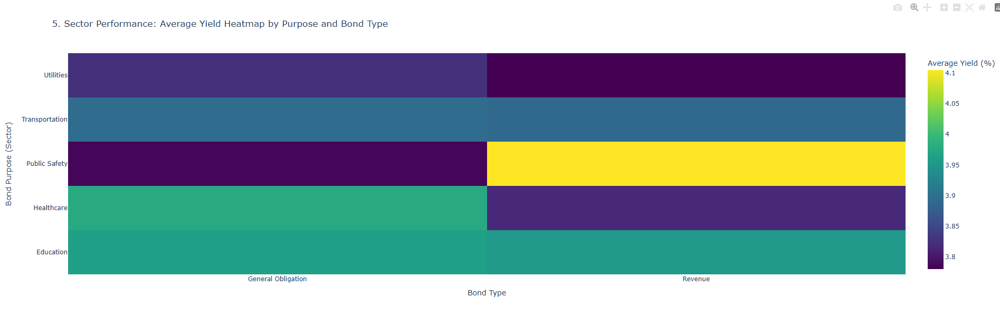 5. Sector Performance: Average Yield Heatmap by Purpose and Bond Type
Average Yield (%)
4.1
4.05
4
3.95
3.9
3.85
3.8
Bond Purpose (Sector)
Utilities
Transportation
Public Safety
Healthcare
Education
General Obligation
Revenue
Bond Type